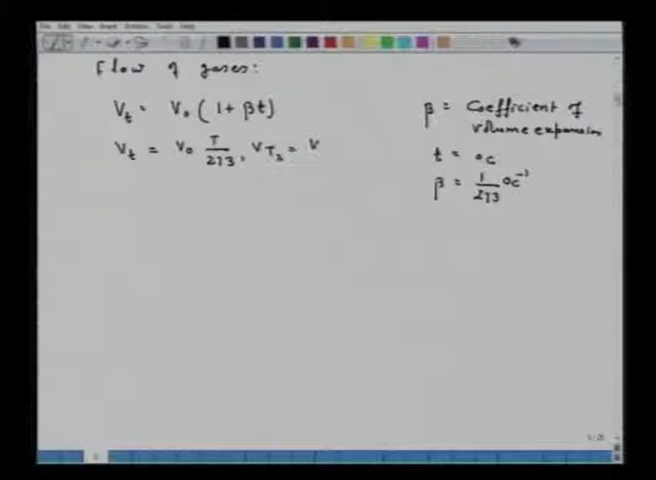 Flow of gases:
Vt = V0 ( 1 + βt )
Vt = V0 T/273, VT2 = V
β = Coefficient of
volume expansion
t = °C
β = 1/273 °C⁻¹